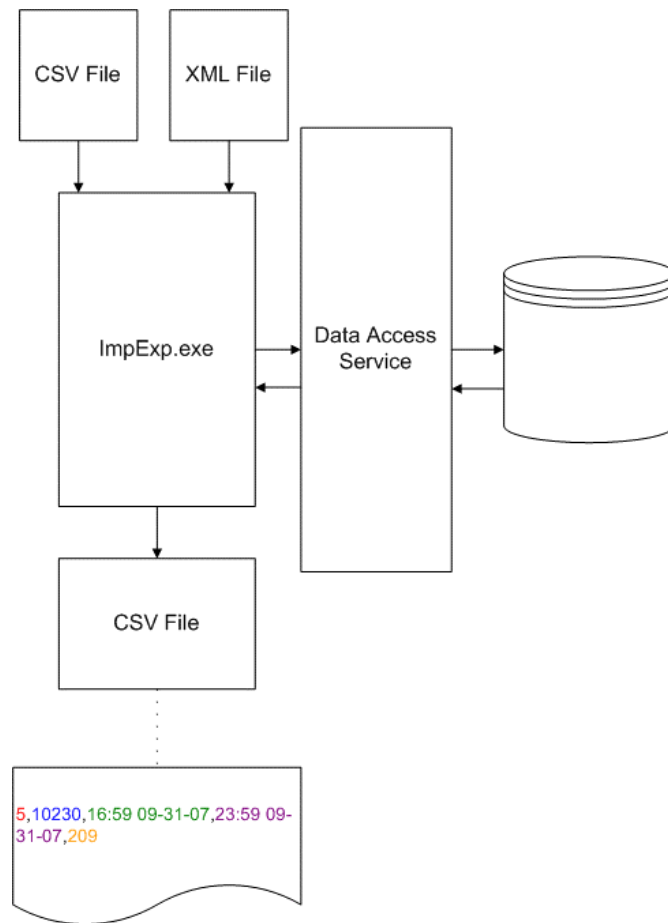 CSV File
XML File
ImpExp.exe
Data Access
Service
CSV File
5,10230,16:59 09-31-07,23:59 09-
31-07,209